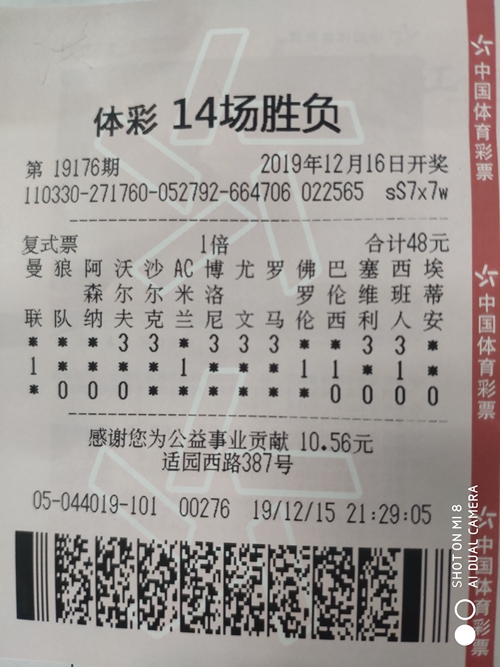 体彩 14场胜负
第 19176期 2019年12月16日开奖
110330-271760-052792-664706 022565 sS7x7w
复式票 1倍 合计48元
曼 狼 阿 沃 沙 AC 博 尤 罗 佛 巴 塞 西 埃
森 尔 尔 米 洛 罗 伦 维 班 蒂
联 队 纳 夫 克 兰 尼 文 马 伦 西 利 人 安
* * * 3 3 * 3 3 3 * * 3 3 *
1 * * * * 1 * * * 1 1 * 1 *
* 0 0 0 * * * * * * 0 0 0 0
感谢您为公益事业贡献 10.56元
适园西路387号
05-044019-101 00276 19/12/15 21:29:05
中国体育彩票
中国体育彩票
中国体育彩票
SHOT ON MI 8
AI DUAL CAMERA